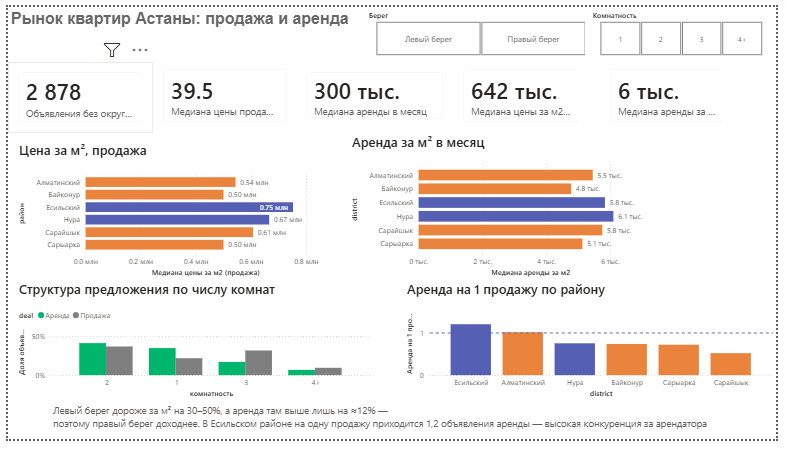 Рынок квартир Астаны: продажа и аренда
Берег
Левый берег
Правый берег
Комнатность
1
2
3
4+
2 878
Объявления без округ...
39.5
Медиана цены прода...
300 тыс.
Медиана аренды в месяц
642 тыс.
Медиана цены за м2...
6 тыс.
Медиана аренды за ...
Цена за м², продажа
район
Алматинский
0.54 млн
Байконур
0.50 млн
Есильский
0.75 млн
Нура
0.67 млн
Сарайшык
0.61 млн
Сарыарка
0.50 млн
0.0 млн
0.2 млн
0.4 млн
0.6 млн
0.8 млн
Медиана цены за м2 (продажа)
Аренда за м² в месяц
district
Алматинский
5.5 тыс.
Байконур
4.8 тыс.
Есильский
5.8 тыс.
Нура
6.1 тыс.
Сарайшык
5.8 тыс.
Сарыарка
5.1 тыс.
0 тыс.
2 тыс.
4 тыс.
6 тыс.
Медиана аренды за м2
Структура предложения по числу комнат
deal
Аренда
Продажа
Доля объяв...
50%
0%
2
1
3
4+
комнатность
Аренда на 1 продажу по району
Аренда на 1 про...
1
0
Есильский
Алматинский
Нура
Байконур
Сарыарка
Сарайшык
district
Левый берег дороже за м² на 30–50%, а аренда там выше лишь на ≈12% —
поэтому правый берег доходнее. В Есильском районе на одну продажу приходится 1,2 объявления аренды — высокая конкуренция за арендатора